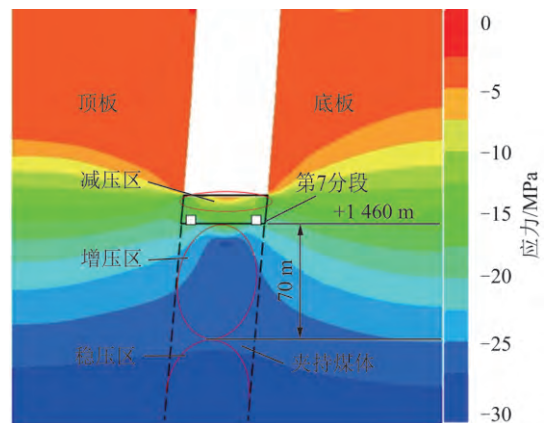 顶板
底板
减压区
第7分段
+1 460 m
增压区
70 m
稳压区
夹持煤体
0
-5
-10
-15
-20
-25
-30
应力/MPa